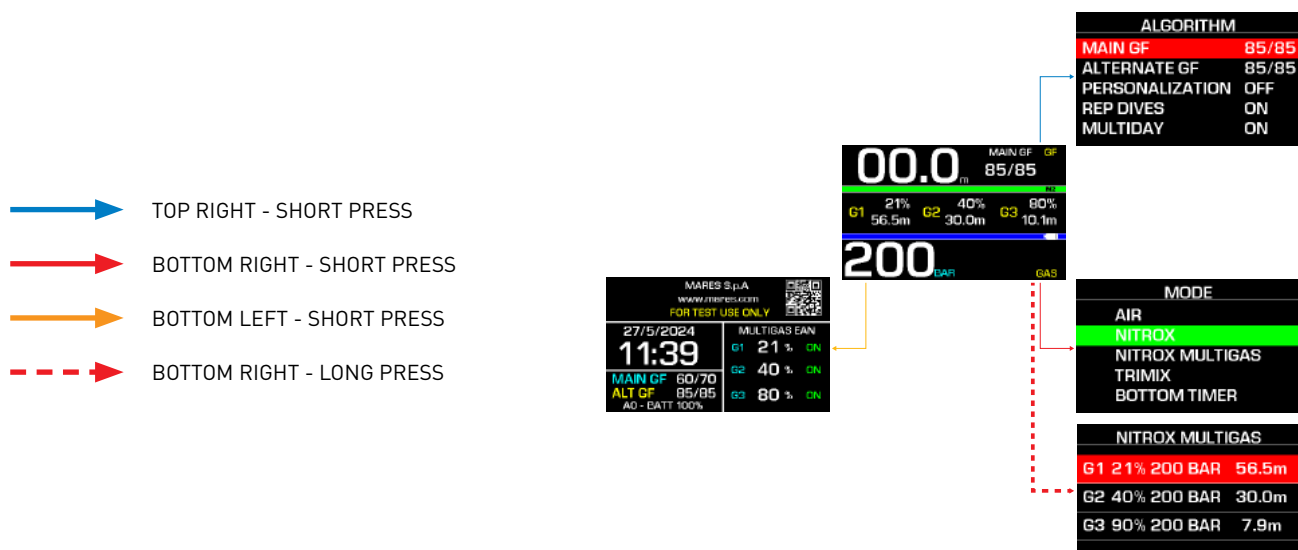 TOP RIGHT - SHORT PRESS
BOTTOM RIGHT - SHORT PRESS
BOTTOM LEFT - SHORT PRESS
BOTTOM RIGHT - LONG PRESS
MARES S.p.A
www.mares.com
FOR TEST USE ONLY
27/5/2024
11:39
MAIN GF 60/70
ALT GF 85/85
A0 - BATT 100%
MULTIGAS EAN
G1 21 % ON
G2 40 % ON
G3 80 % ON
00.0 m
MAIN GF GF
85/85
N2
G1 21% 56.5m
G2 40% 30.0m
G3 80% 10.1m
200 BAR
GAS
ALGORITHM
MAIN GF 85/85
ALTERNATE GF 85/85
PERSONALIZATION OFF
REP DIVES ON
MULTIDAY ON
MODE
AIR
NITROX
NITROX MULTIGAS
TRIMIX
BOTTOM TIMER
NITROX MULTIGAS
G1 21% 200 BAR 56.5m
G2 40% 200 BAR 30.0m
G3 90% 200 BAR 7.9m